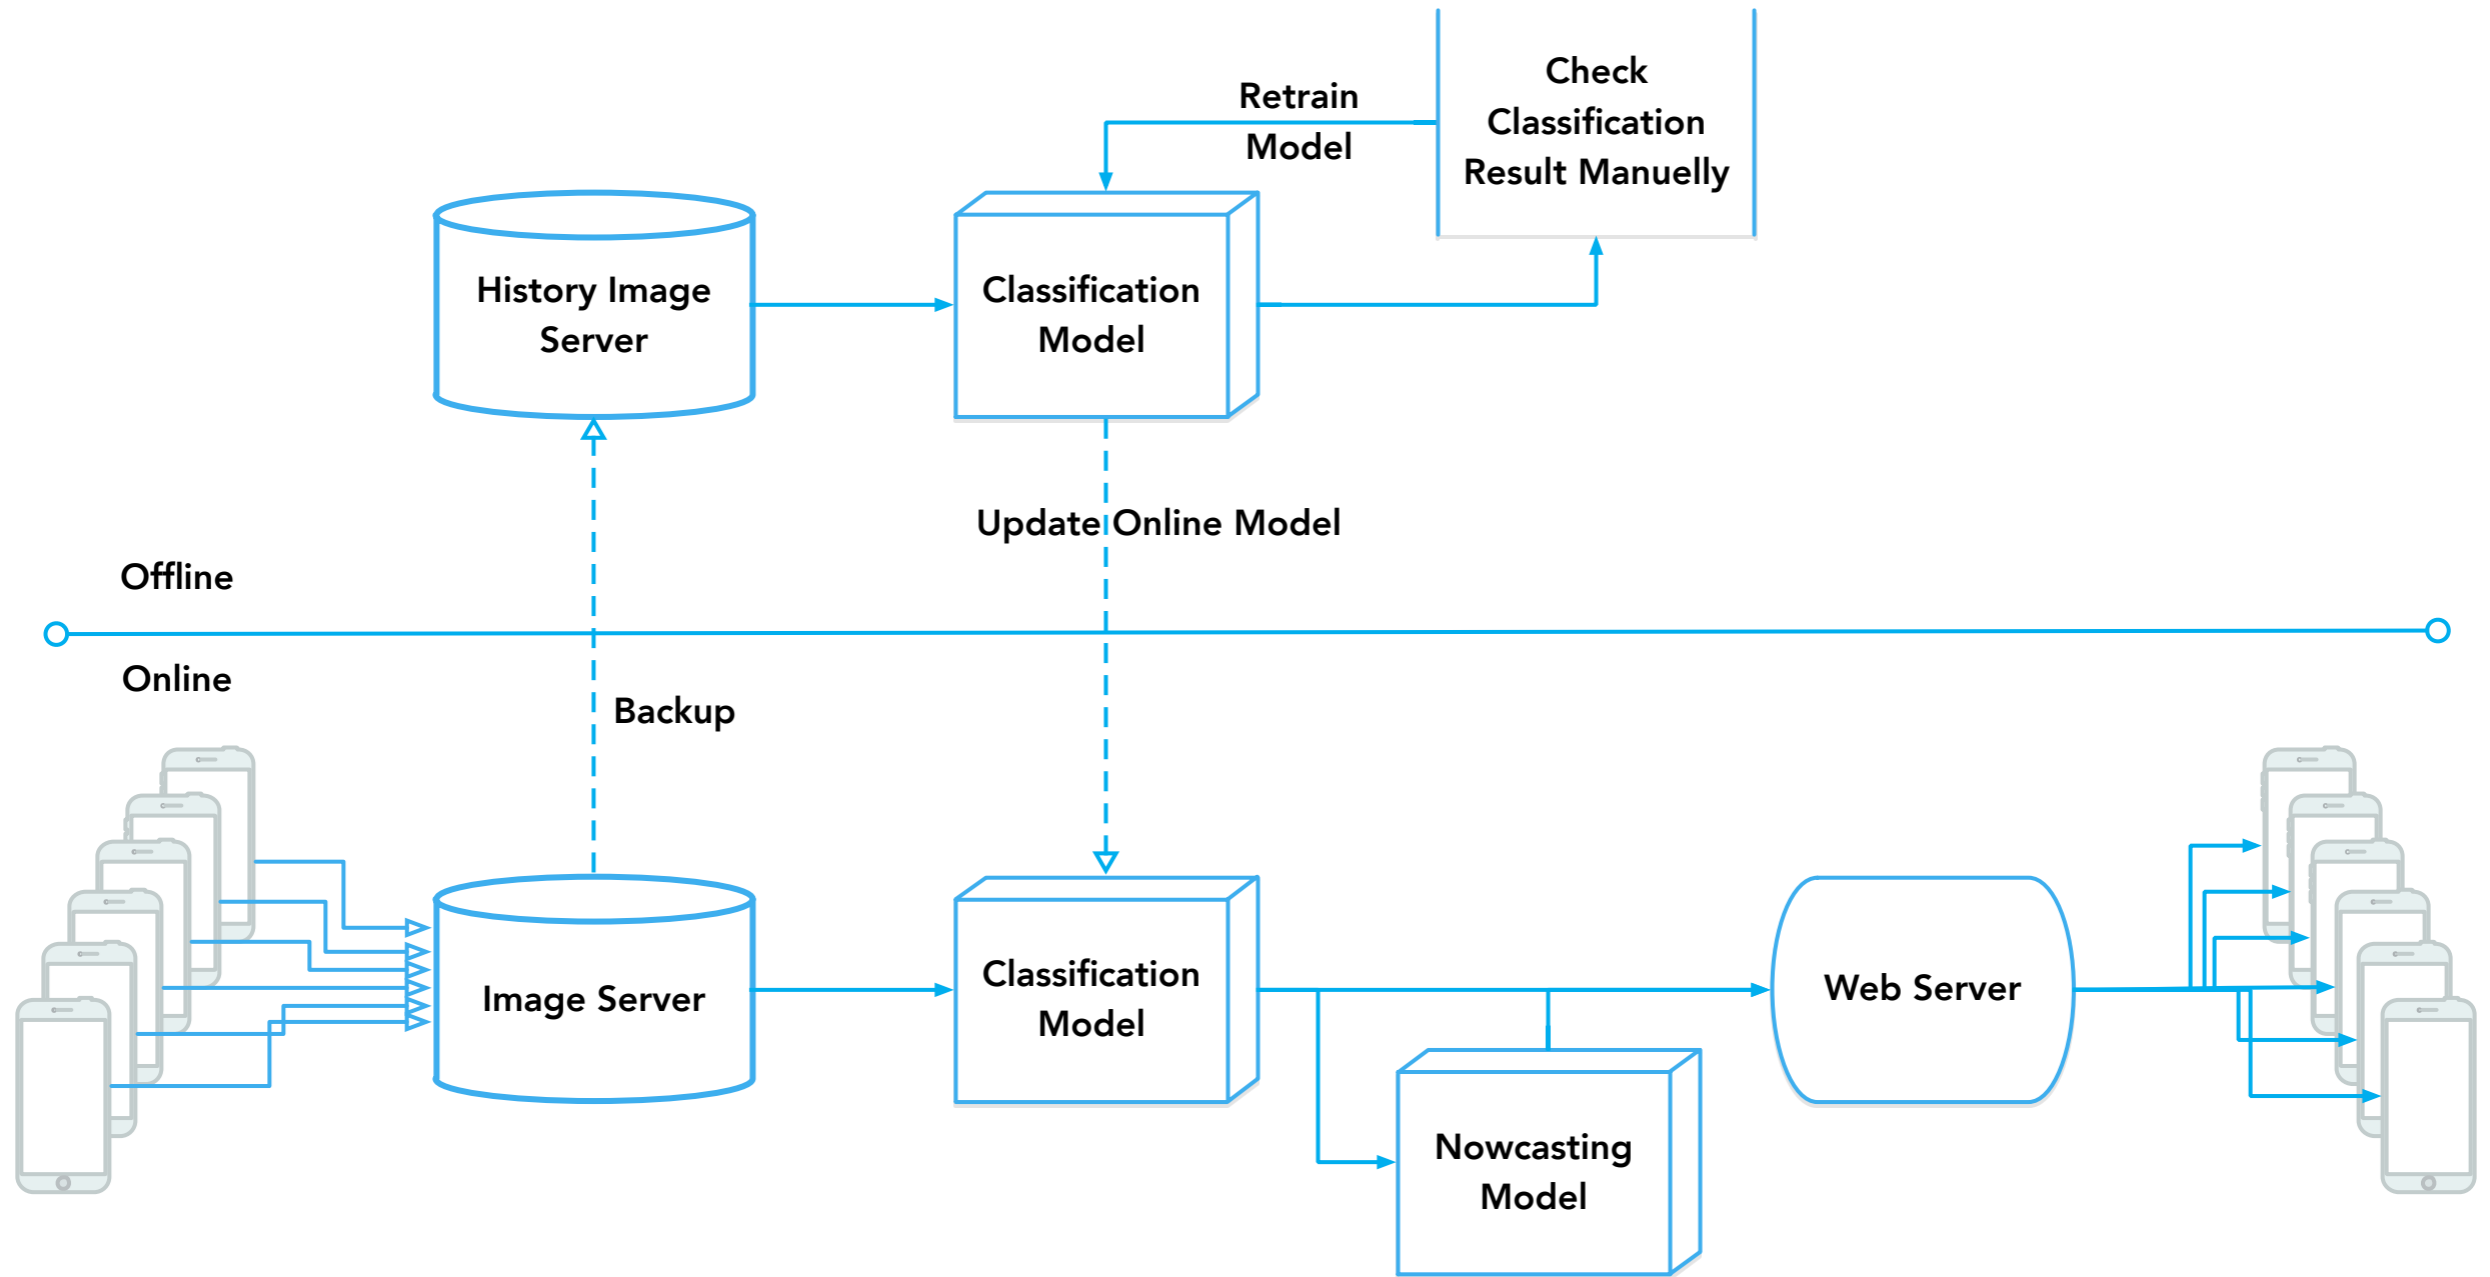 Check
Classification
Result Manuelly
Retrain
Model
History Image
Server
Classification
Model
Update Online Model
Offline
Online
Backup
Image Server
Classification
Model
Web Server
Nowcasting
Model